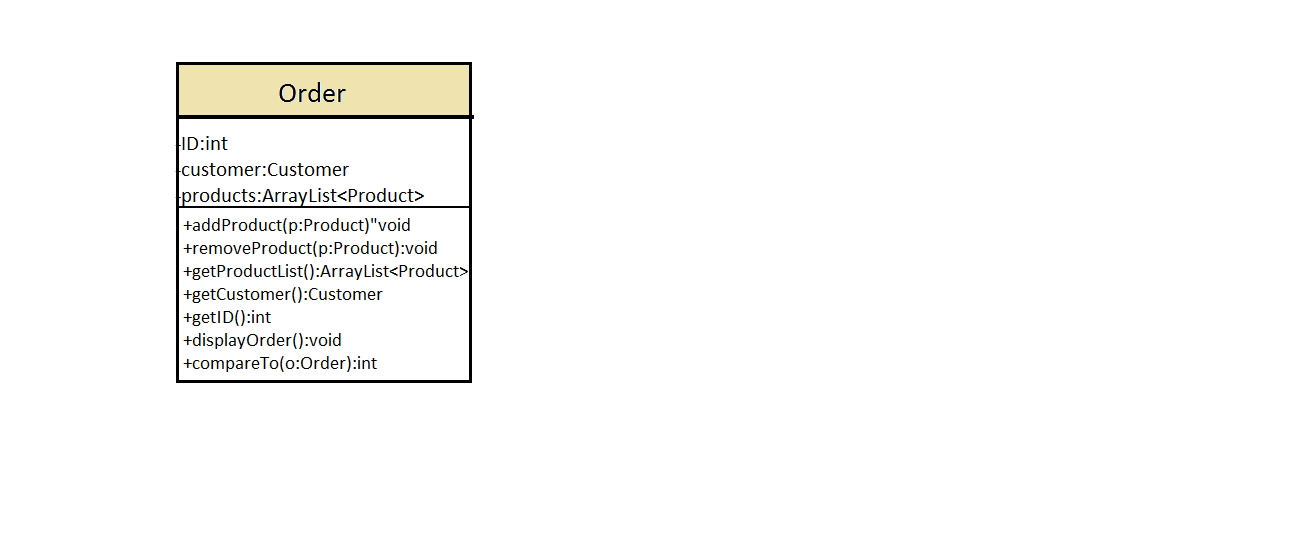 Order
-ID:int
-customer:Customer
-products:ArrayList<Product>
+addProduct(p:Product)"void
+removeProduct(p:Product):void
+getProductList():ArrayList<Product>
+getCustomer():Customer
+getID():int
+displayOrder():void
+compareTo(o:Order):int